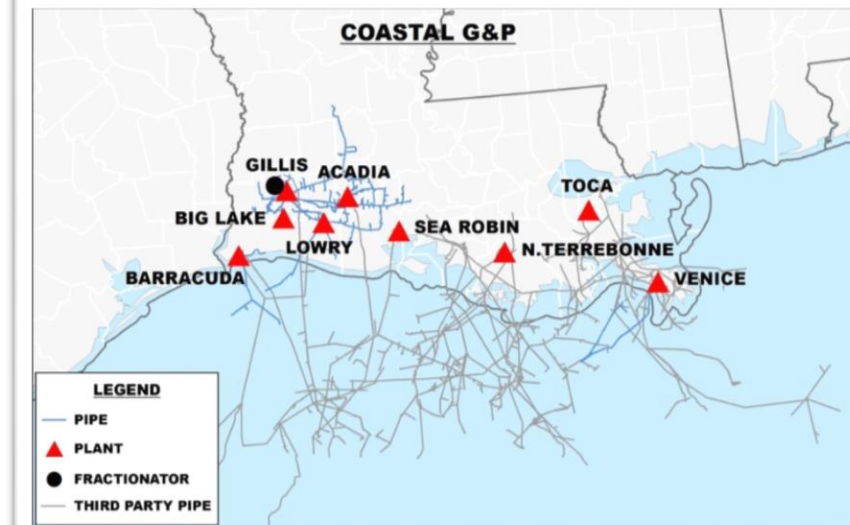 COASTAL G&P
GILLIS
ACADIA
TOCA
BIG LAKE
SEA ROBIN
LOWRY
N.TERREBONNE
BARRACUDA
VENICE
LEGEND
PIPE
PLANT
FRACTIONATOR
THIRD PARTY PIPE